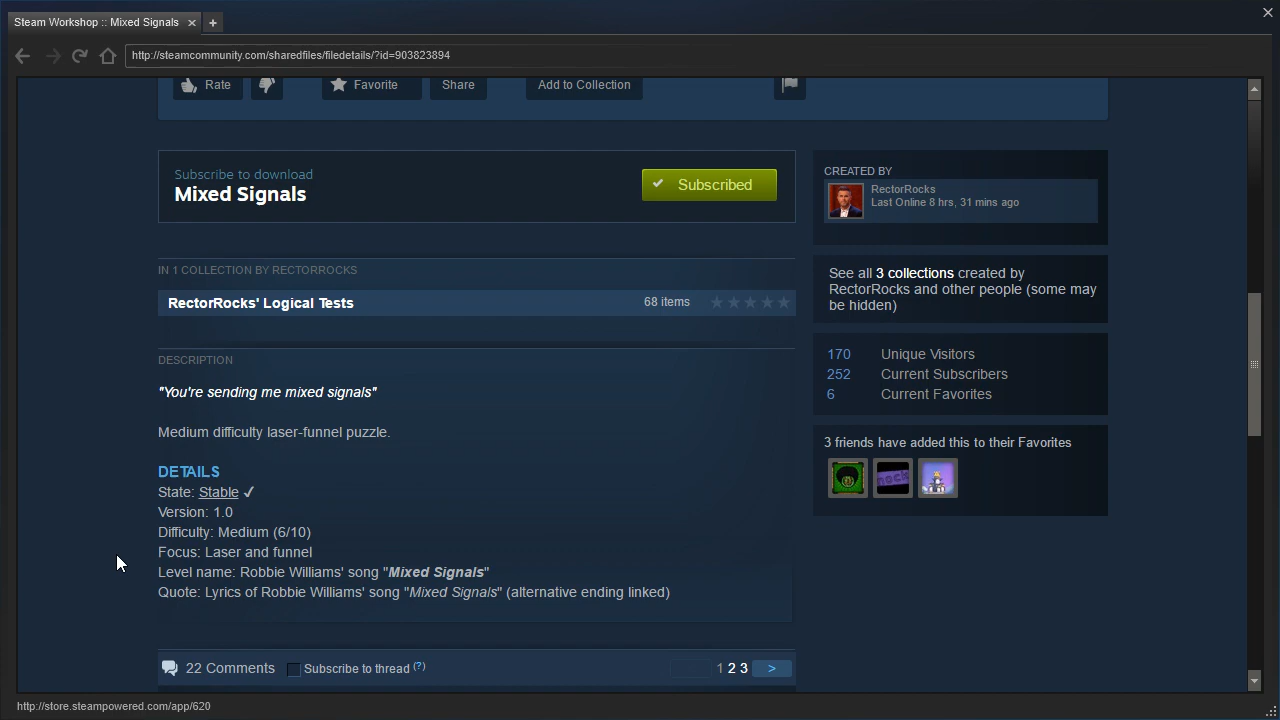 Steam Workshop :: Mixed Signals
http://steamcommunity.com/sharedfiles/filedetails/?id=903823894
Rate
Favorite
Share
Add to Collection
Subscribe to download
Mixed Signals
Subscribed
IN 1 COLLECTION BY RECTORROCKS
RectorRocks' Logical Tests
68 items
DESCRIPTION
"You're sending me mixed signals"
Medium difficulty laser-funnel puzzle.
DETAILS
State: Stable ✓
Version: 1.0
Difficulty: Medium (6/10)
Focus: Laser and funnel
Level name: Robbie Williams' song "Mixed Signals"
Quote: Lyrics of Robbie Williams' song "Mixed Signals" (alternative ending linked)
22 Comments
Subscribe to thread (?)
1 2 3 >
CREATED BY
RectorRocks
Last Online 8 hrs, 31 mins ago
See all 3 collections created by
RectorRocks and other people (some may
be hidden)
170 Unique Visitors
252 Current Subscribers
6 Current Favorites
3 friends have added this to their Favorites
http://store.steampowered.com/app/620